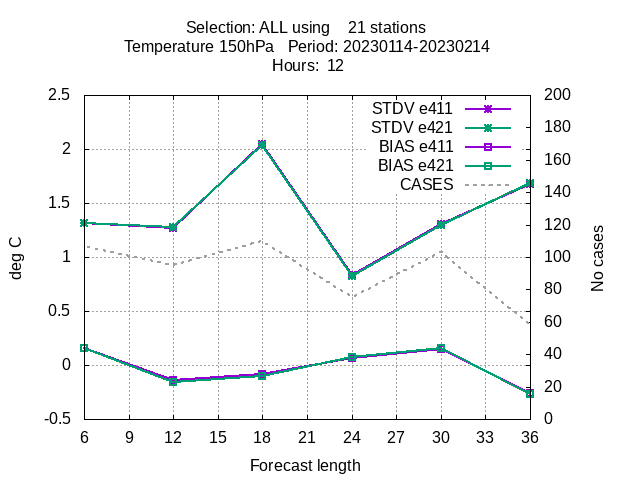 Selection: ALL using 21 stations
Temperature 150hPa Period: 20230114-20230214
Hours: 12
2.5
2
1.5
1
0.5
0
-0.5
deg C
200
180
160
140
120
100
80
60
40
20
0
No cases
STDV e411
STDV e421
BIAS e411
BIAS e421
CASES
6 9 12 15 18 21 24 27 30 33 36
Forecast length